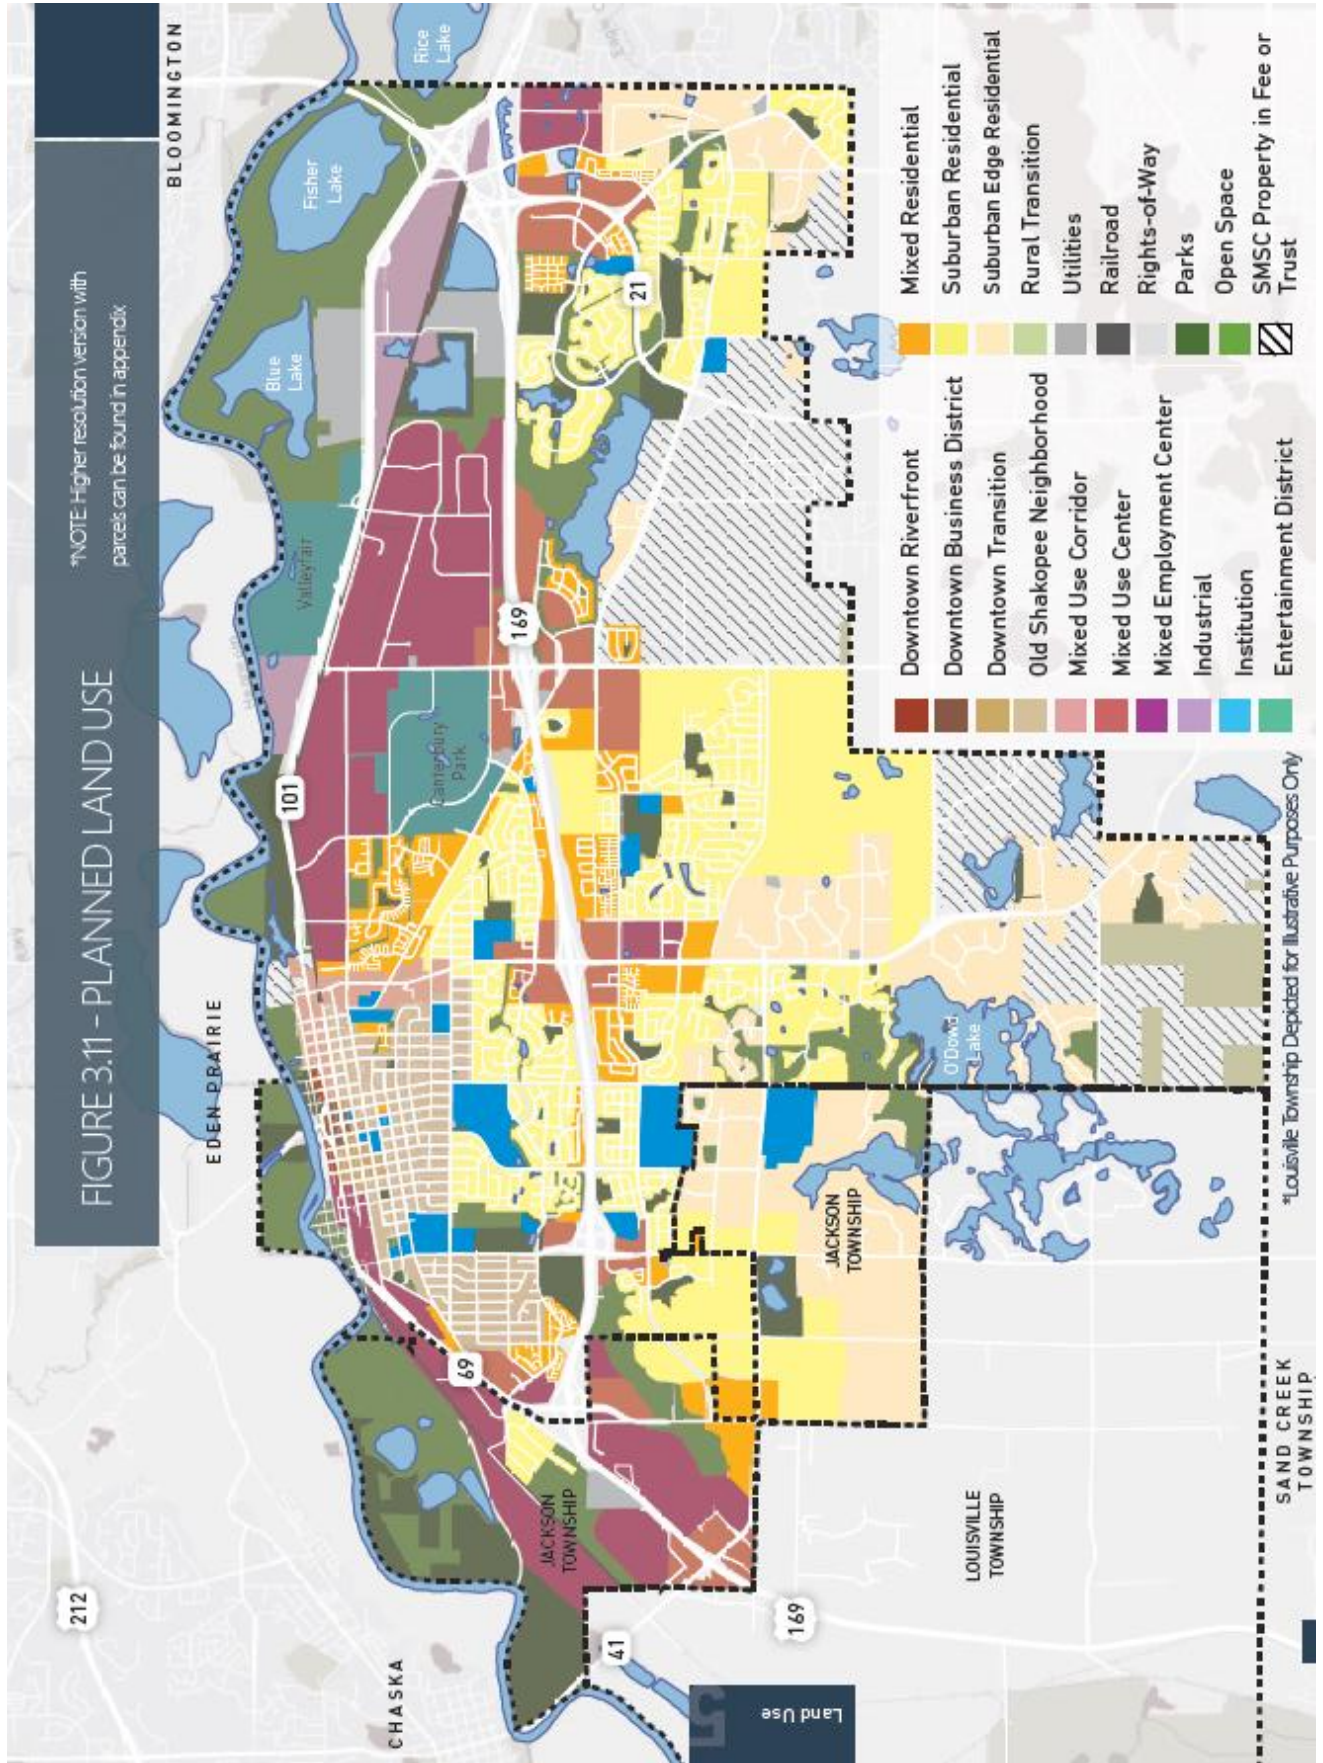 FIGURE 3.11 - PLANNED LAND USE
*NOTE: Higher resolution version with
parcels can be found in appendix
212
CHASKA
EDEN PRAIRIE
BLOOMINGTON
Rice
Lake
Fisher
Lake
Blue
Lake
Valleyfair
101
Canterbury
Park
169
21
69
41
169
JACKSON
TOWNSHIP
JACKSON
TOWNSHIP
O'Dowd
Lake
LOUISVILLE
TOWNSHIP
SAND CREEK
TOWNSHIP
Downtown Riverfront
Downtown Business District
Downtown Transition
Old Shakopee Neighborhood
Mixed Use Corridor
Mixed Use Center
Mixed Employment Center
Industrial
Institution
Entertainment District
Mixed Residential
Suburban Residential
Suburban Edge Residential
Rural Transition
Utilities
Railroad
Rights-of-Way
Parks
Open Space
SMSC Property in Fee or
Trust
*Louisville Township Depicted for Illustrative Purposes Only
Land Use